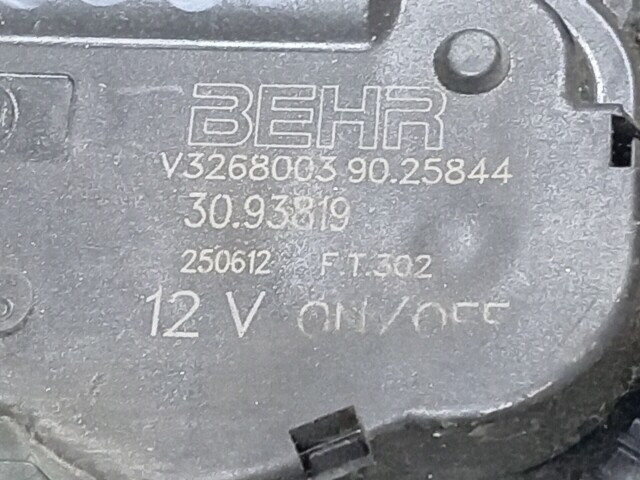 BEHR
V3268003 90.25844
30.93819
250612 F.T.302
12 V ON/OFF